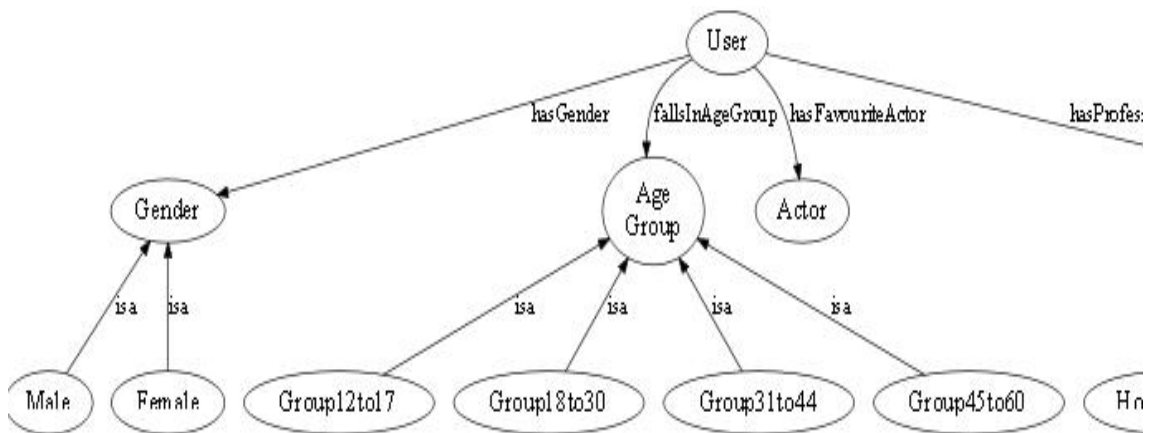 User
hasGender
fallsInAgeGroup
hasFavouriteActor
Gender
Age
Group
Actor
isa
isa
isa
isa
isa
isa
Male
Female
Group12to17
Group18to30
Group31to44
Group45to60